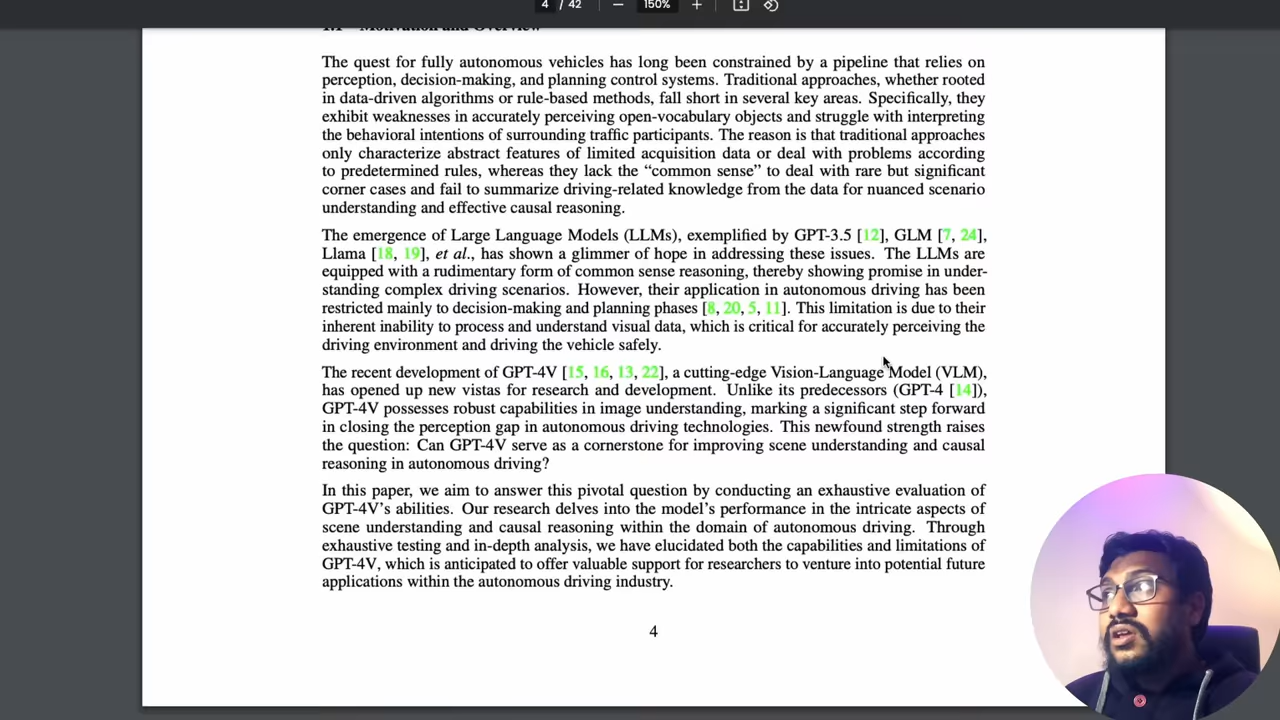 4 / 42 — 150% +
1.1 Motivation and Overview
The quest for fully autonomous vehicles has long been constrained by a pipeline that relies on
perception, decision-making, and planning control systems. Traditional approaches, whether rooted
in data-driven algorithms or rule-based methods, fall short in several key areas. Specifically, they
exhibit weaknesses in accurately perceiving open-vocabulary objects and struggle with interpreting
the behavioral intentions of surrounding traffic participants. The reason is that traditional approaches
only characterize abstract features of limited acquisition data or deal with problems according
to predetermined rules, whereas they lack the “common sense” to deal with rare but significant
corner cases and fail to summarize driving-related knowledge from the data for nuanced scenario
understanding and effective causal reasoning.
The emergence of Large Language Models (LLMs), exemplified by GPT-3.5 [12], GLM [7, 24],
Llama [18, 19], et al., has shown a glimmer of hope in addressing these issues. The LLMs are
equipped with a rudimentary form of common sense reasoning, thereby showing promise in under-
standing complex driving scenarios. However, their application in autonomous driving has been
restricted mainly to decision-making and planning phases [8, 20, 5, 11]. This limitation is due to their
inherent inability to process and understand visual data, which is critical for accurately perceiving the
driving environment and driving the vehicle safely.
The recent development of GPT-4V [15, 16, 13, 22], a cutting-edge Vision-Language Model (VLM),
has opened up new vistas for research and development. Unlike its predecessors (GPT-4 [14]),
GPT-4V possesses robust capabilities in image understanding, marking a significant step forward
in closing the perception gap in autonomous driving technologies. This newfound strength raises
the question: Can GPT-4V serve as a cornerstone for improving scene understanding and causal
reasoning in autonomous driving?
In this paper, we aim to answer this pivotal question by conducting an exhaustive evaluation of
GPT-4V’s abilities. Our research delves into the model’s performance in the intricate aspects of
scene understanding and causal reasoning within the domain of autonomous driving. Through
exhaustive testing and in-depth analysis, we have elucidated both the capabilities and limitations of
GPT-4V, which is anticipated to offer valuable support for researchers to venture into potential future
applications within the autonomous driving industry.
4